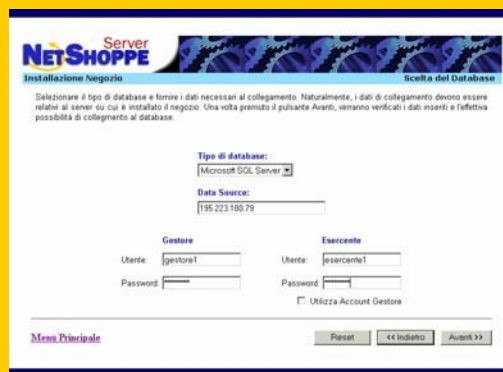 Server
NETSHOPPE
Installazione Negozio
Scelta del Database
Selezionare il tipo di database e fornire i dati necessari al collegamento. Naturalmente, i dati di collegamento devono essere
relativi al server su cui è installato il negozio. Una volta premuto il pulsante Avanti, verranno verificati i dati inseriti e l'effettiva
possibilità di collegmento al database.
Tipo di database:
Microsoft SQL Server
Data Source:
195.223.180.79
Gestore
Esercente
Utente: gestore1
Utente: esercente1
Password:
Password:
Utilizza Account Gestore
Menù Principale
Reset
<< Indietro
Avanti >>